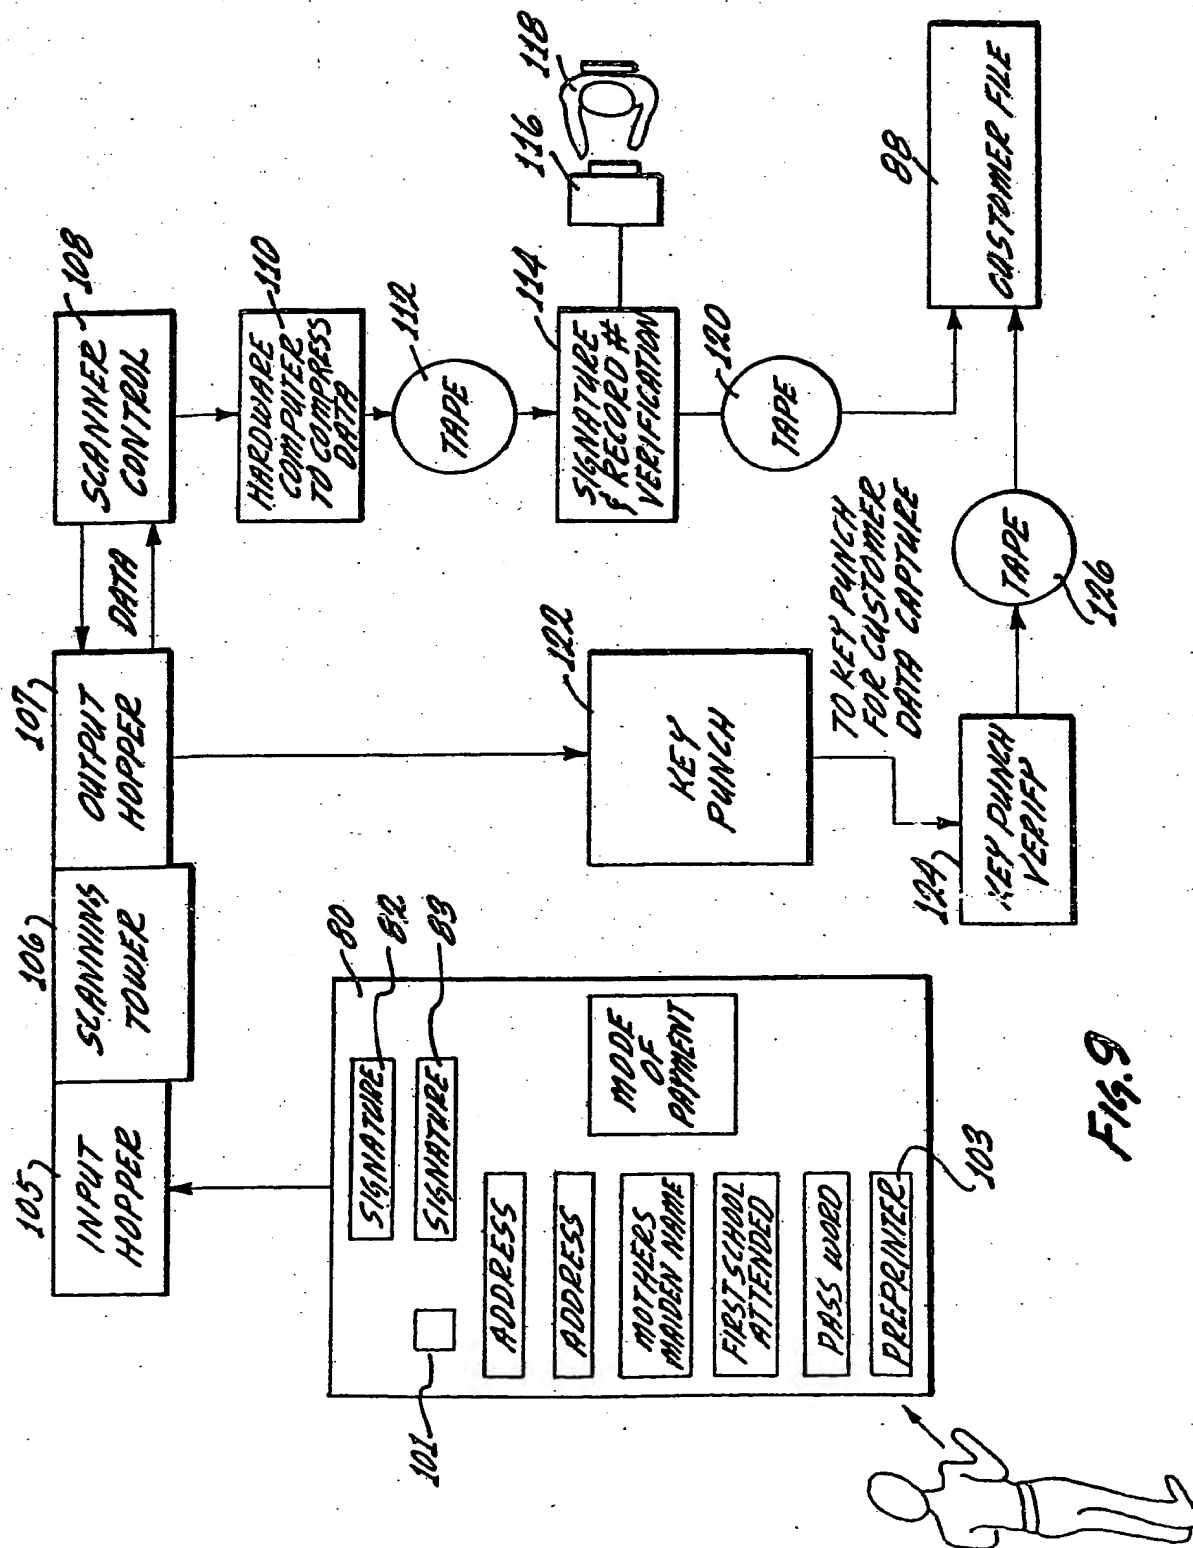 105
INPUT
HOPPER
106
SCANNING
TOWER
107
OUTPUT
HOPPER
DATA
108
SCANNER
CONTROL
110
HARDWARE
COMPUTER
TO COMPRESS
DATA
112
TAPE
114
SIGNATURE
& RECORD #
VERIFICATION
116
118
120
TAPE
88
CUSTOMER FILE
80
SIGNATURE
82
SIGNATURE
83
101
ADDRESS
ADDRESS
MOTHERS
MAIDEN NAME
FIRST SCHOOL
ATTENDED
PASS WORD
PREPRINTER
103
MODE
OF
PAYMENT
122
KEY
PUNCH
TO KEY PUNCH
FOR CUSTOMER
DATA CAPTURE
124
KEY PUNCH
VERIFY
TAPE
126
FIG. 9